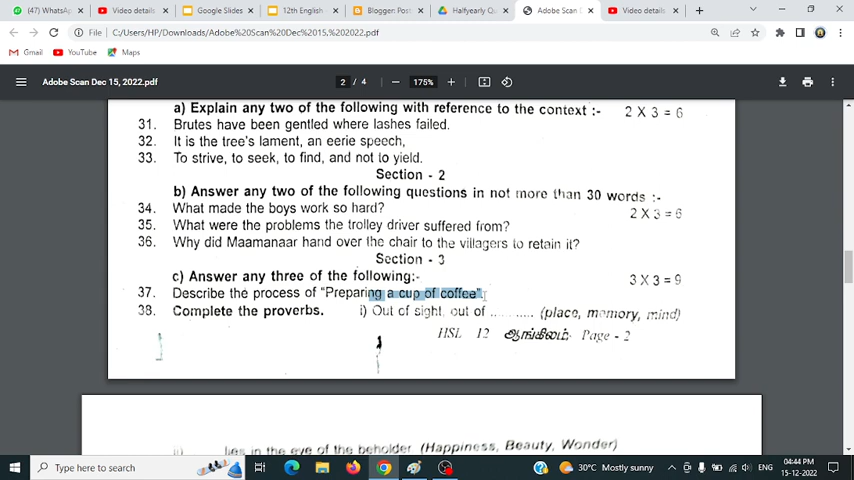 (47) WhatsA
Video details
Google Slides
12th English
Blogger: Post
Halfyearly Qu
Adobe Scan D
Video details
File C:/Users/HP/Downloads/Adobe%20Scan%20Dec%2015,%202022.pdf
Gmail YouTube Maps
Adobe Scan Dec 15, 2022.pdf 2 / 4 175%
a) Explain any two of the following with reference to the context :- 2 X 3 = 6
31. Brutes have been gentled where lashes failed.
32. It is the tree's lament, an eerie speech,
33. To strive, to seek, to find, and not to yield.
Section - 2
b) Answer any two of the following questions in not more than 30 words :-
34. What made the boys work so hard? 2 X 3 = 6
35. What were the problems the trolley driver suffered from?
36. Why did Maamanaar hand over the chair to the villagers to retain it?
Section - 3
c) Answer any three of the following:- 3 X 3 = 9
37. Describe the process of "Preparing a cup of coffee".
38. Complete the proverbs. i) Out of sight, out of .......... (place, memory, mind)
HSL 12 ஆங்கிலம் Page - 2
lies in the eye of the beholder (Happiness, Beauty, Wonder)
Type here to search
30°C Mostly sunny
ENG
04:44 PM
15-12-2022